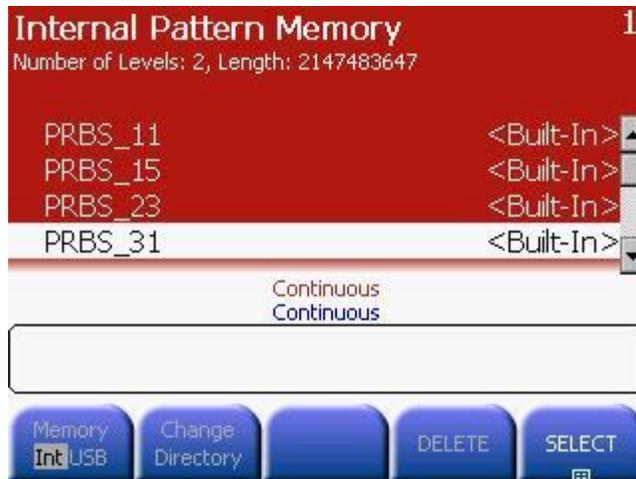 Internal Pattern Memory 1
Number of Levels: 2, Length: 2147483647
PRBS_11 <Built-In>
PRBS_15 <Built-In>
PRBS_23 <Built-In>
PRBS_31 <Built-In>
Continuous
Continuous
Memory Change
DELETE SELECT
Int USB Directory